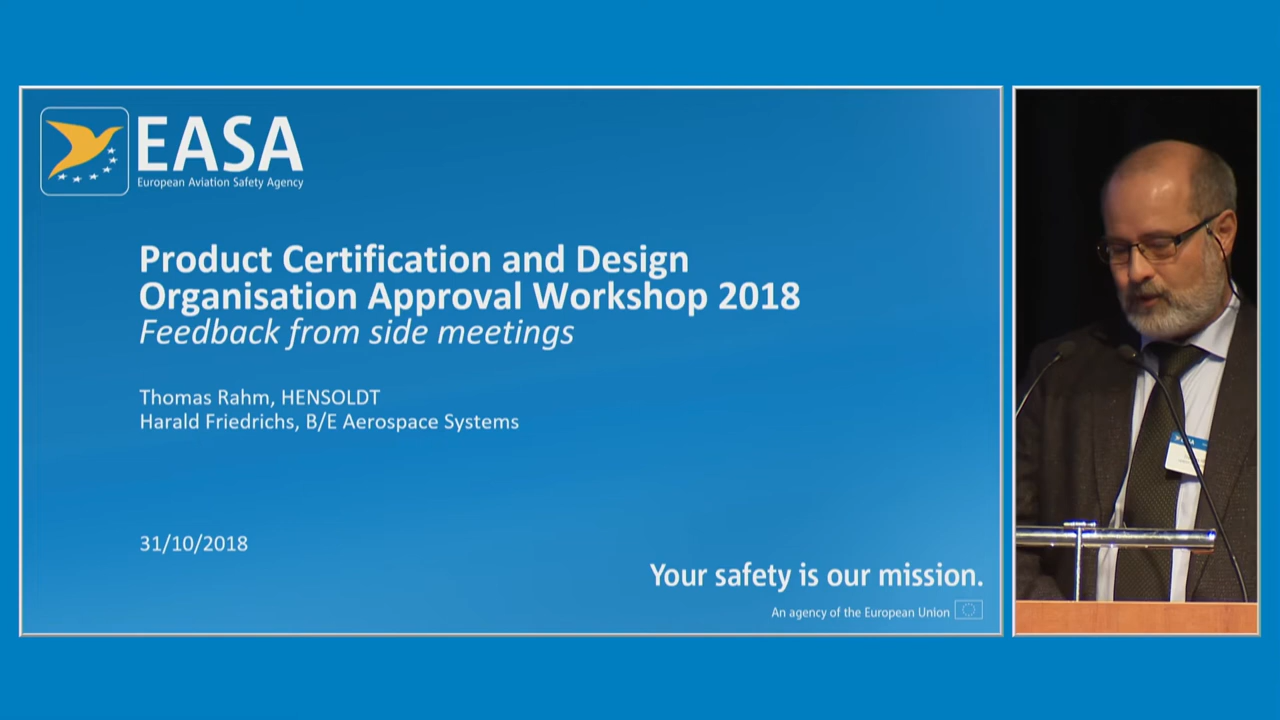 EASA
European Aviation Safety Agency
Product Certification and Design
Organisation Approval Workshop 2018
Feedback from side meetings
Thomas Rahm, HENSOLDT
Harald Friedrichs, B/E Aerospace Systems
31/10/2018
Your safety is our mission.
An agency of the European Union